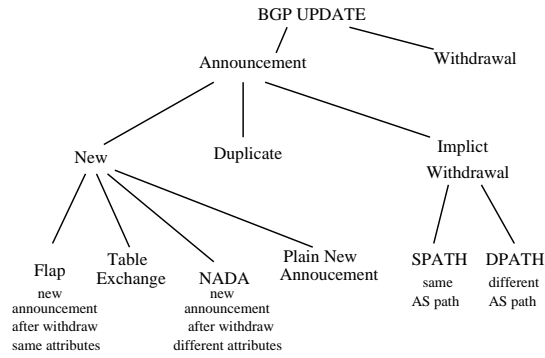 BGP UPDATE
Announcement
Withdrawal
New
Duplicate
Implict
Withdrawal
Flap
new
announcement
after withdraw
same attributes
Table
Exchange
NADA
new
announcement
after withdraw
different attributes
Plain New
Annoucement
SPATH
same
AS path
DPATH
different
AS path